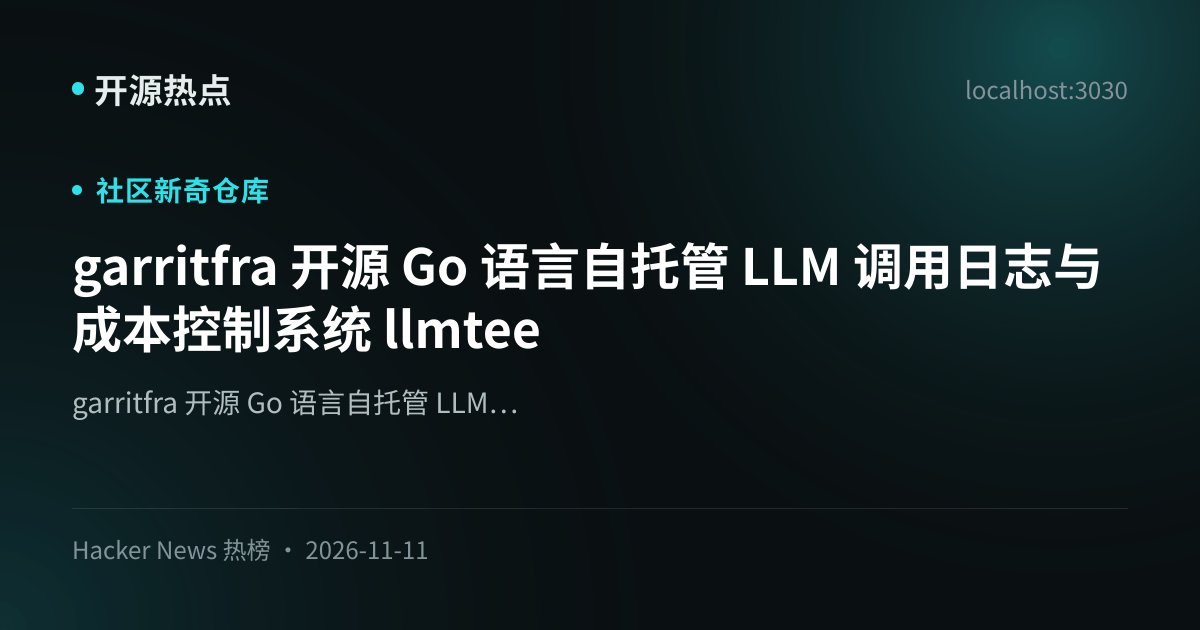 开源热点
localhost:3030
社区新奇仓库
garritfra 开源 Go 语言自托管 LLM 调用日志与
成本控制系统 llmtee
garritfra 开源 Go 语言自托管 LLM…
Hacker News 热榜 • 2026-11-11